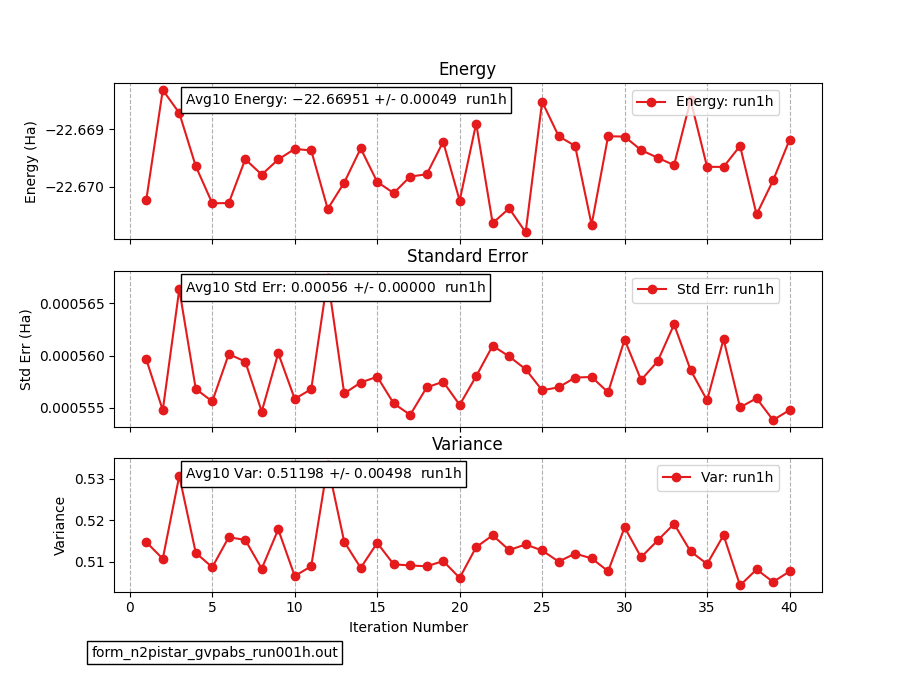 Energy
Avg10 Energy: −22.66951 +/- 0.00049 run1h
Energy: run1h
Energy (Ha)
−22.669
−22.670
Standard Error
Avg10 Std Err: 0.00056 +/- 0.00000 run1h
Std Err: run1h
Std Err (Ha)
0.000565
0.000560
0.000555
Variance
Avg10 Var: 0.51198 +/- 0.00498 run1h
Var: run1h
Variance
0.53
0.52
0.51
0 5 10 15 20 25 30 35 40
Iteration Number
form_n2pistar_gvpabs_run001h.out